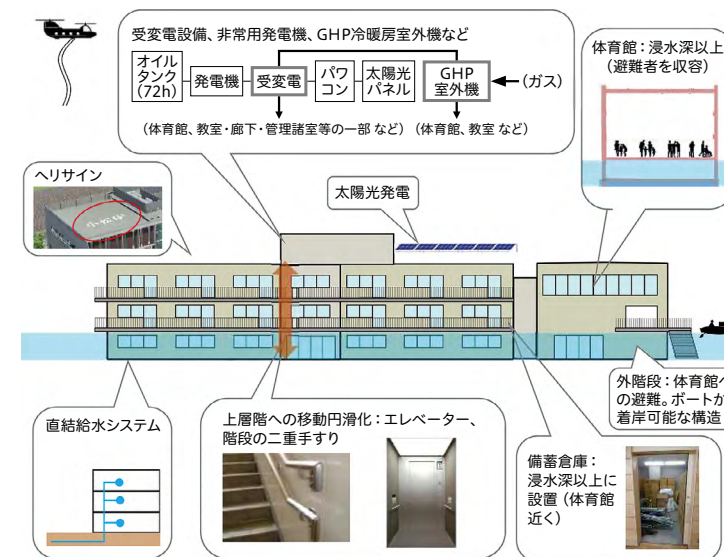 受変電設備、非常用発電機、GHP冷暖房室外機など
オイル
タンク
(72h)
発電機
受変電
パワ
コン
太陽光
パネル
GHP
室外機
(ガス)
(体育館、教室・廊下・管理諸室等の一部 など)
(体育館、教室 など)
体育館：浸水深以上
(避難者を収容)
ヘリサイン
小松中
太陽光発電
直結給水システム
上層階への移動円滑化：エレベーター、
階段の二重手すり
備蓄倉庫：
浸水深以上に
設置（体育館
近く）
外階段：体育館へ
の避難。ボートが
着岸可能な構造